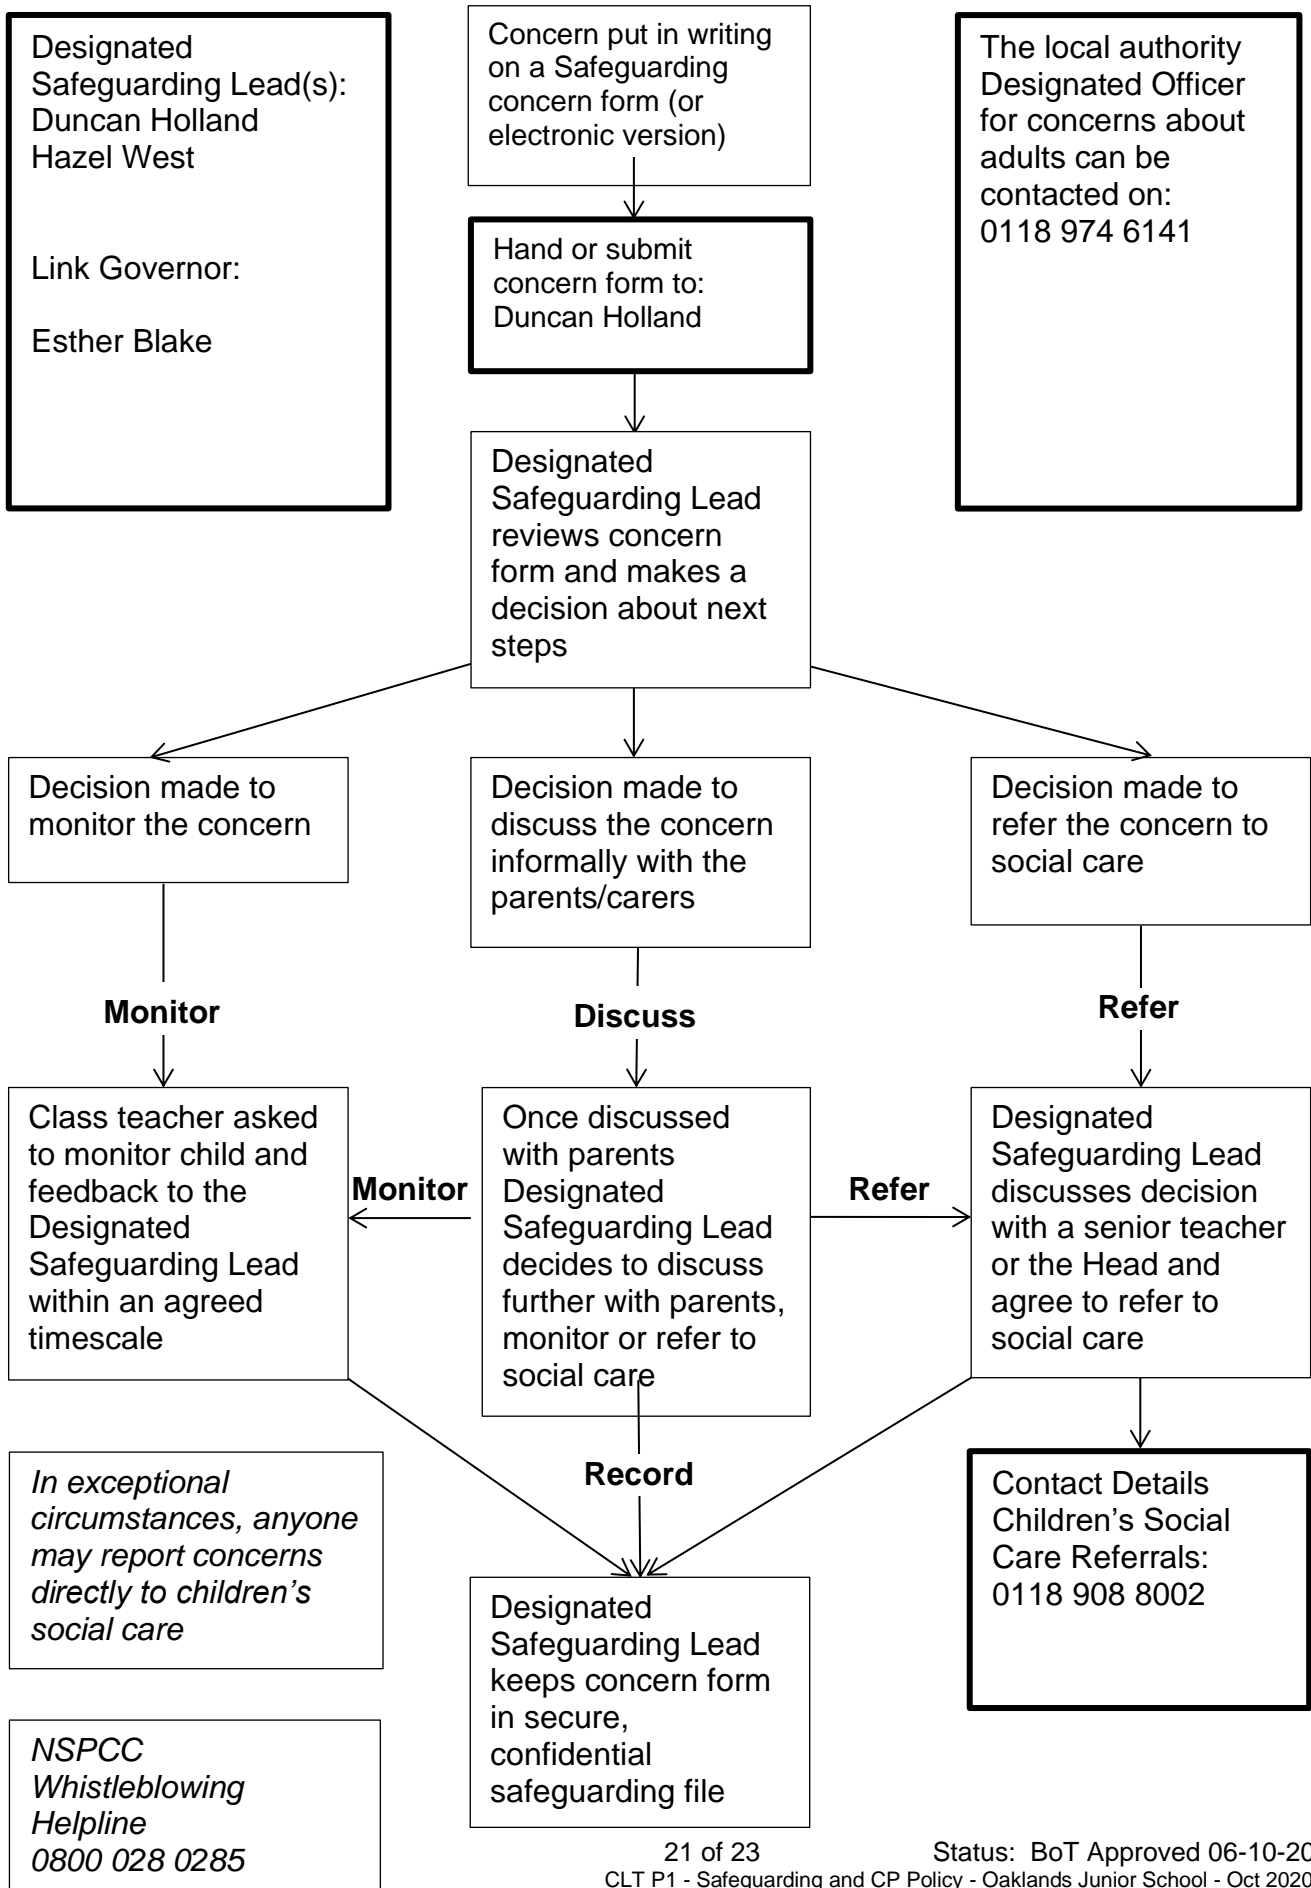 Designated
Safeguarding Lead(s):
Duncan Holland
Hazel West
Link Governor:
Esther Blake
Concern put in writing
on a Safeguarding
concern form (or
electronic version)
The local authority
Designated Officer
for concerns about
adults can be
contacted on:
0118 974 6141
Hand or submit
concern form to:
Duncan Holland
Designated
Safeguarding Lead
reviews concern
form and makes a
decision about next
steps
Decision made to
monitor the concern
Decision made to
discuss the concern
informally with the
parents/carers
Decision made to
refer the concern to
social care
Monitor
Discuss
Refer
Class teacher asked
to monitor child and
feedback to the
Designated
Safeguarding Lead
within an agreed
timescale
Monitor
Once discussed
with parents
Designated
Safeguarding Lead
decides to discuss
further with parents,
monitor or refer to
social care
Refer
Designated
Safeguarding Lead
discusses decision
with a senior teacher
or the Head and
agree to refer to
social care
In exceptional
circumstances, anyone
may report concerns
directly to children’s
social care
Record
Contact Details
Children’s Social
Care Referrals:
0118 908 8002
Designated
Safeguarding Lead
keeps concern form
in secure,
confidential
safeguarding file
NSPCC
Whistleblowing
Helpline
0800 028 0285
21 of 23
Status: BoT Approved 06-10-20
CLT P1 - Safeguarding and CP Policy - Oaklands Junior School - Oct 2020